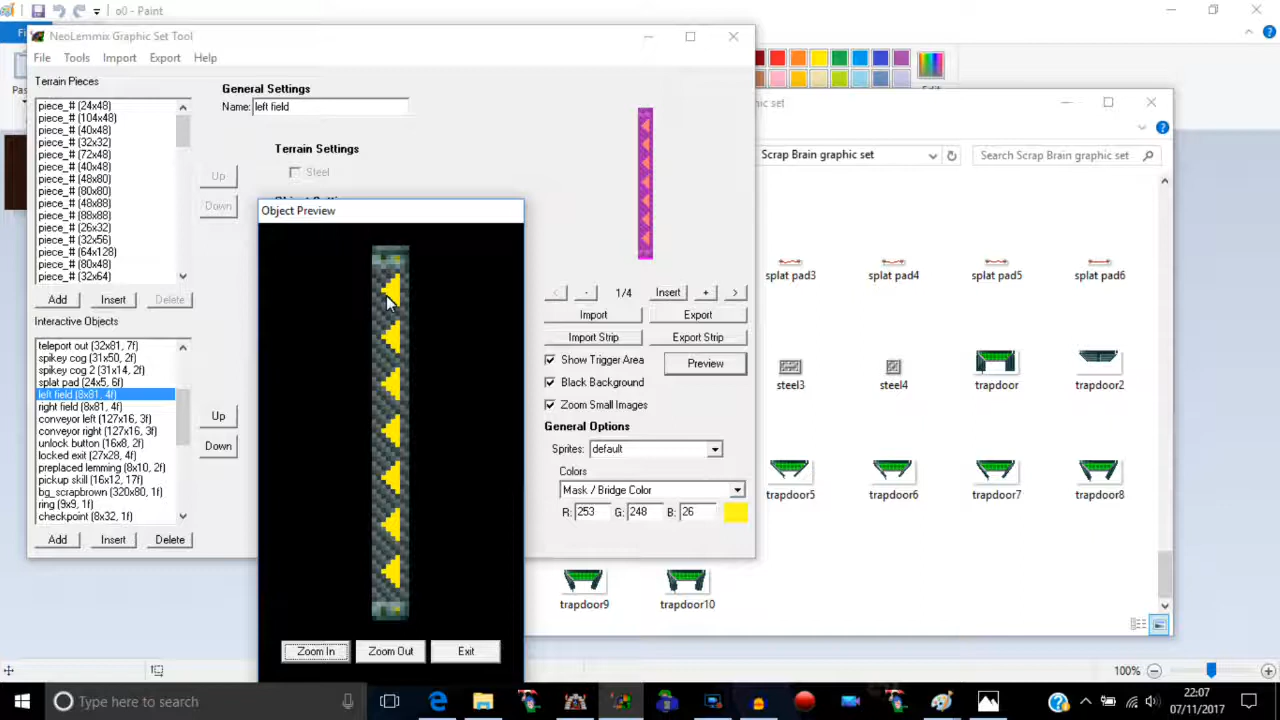 o0 - Paint
NeoLemmix Graphic Set Tool
File Tools Import Export Help
Terrain Pieces
piece_# (24x48)
piece_# (104x48)
piece_# (40x48)
piece_# (32x32)
piece_# (72x48)
piece_# (40x48)
piece_# (48x80)
piece_# (80x80)
piece_# (48x80)
piece_# (88x88)
piece_# (26x32)
piece_# (32x56)
piece_# (64x128)
piece_# (80x48)
piece_# (32x64)
Add Insert Delete
Up
Down
General Settings
Name: left field
Terrain Settings
Steel
Interactive Objects
teleport out (32x81, 7f)
spikey cog (31x50, 2f)
spikey cog 2 (31x14, 2f)
splat pad (24x5, 6f)
left field (8x81, 4f)
right field (8x81, 4f)
conveyor left (127x16, 3f)
conveyor right (127x16, 3f)
unlock button (16x8, 2f)
locked exit (27x28, 4f)
preplaced lemming (8x10, 2f)
pickup skill (16x12, 17f)
bg_scrapbrown (320x80, 1f)
ring (9x9, 1f)
checkpoint (8x32, 1f)
Add Insert Delete
Up
Down
Object Preview
Zoom In Zoom Out Exit
< - 1/4 Insert + >
Import Export
Import Strip Export Strip
Show Trigger Area
Preview
Black Background
Zoom Small Images
General Options
Sprites: default
Colors
Mask / Bridge Color
R: 253 G: 248 B: 26
Scrap Brain graphic set
Search Scrap Brain graphic set
splat pad3 splat pad4 splat pad5 splat pad6
steel3 steel4 trapdoor trapdoor2
trapdoor5 trapdoor6 trapdoor7 trapdoor8
trapdoor9 trapdoor10
100%
Type here to search
22:07
07/11/2017